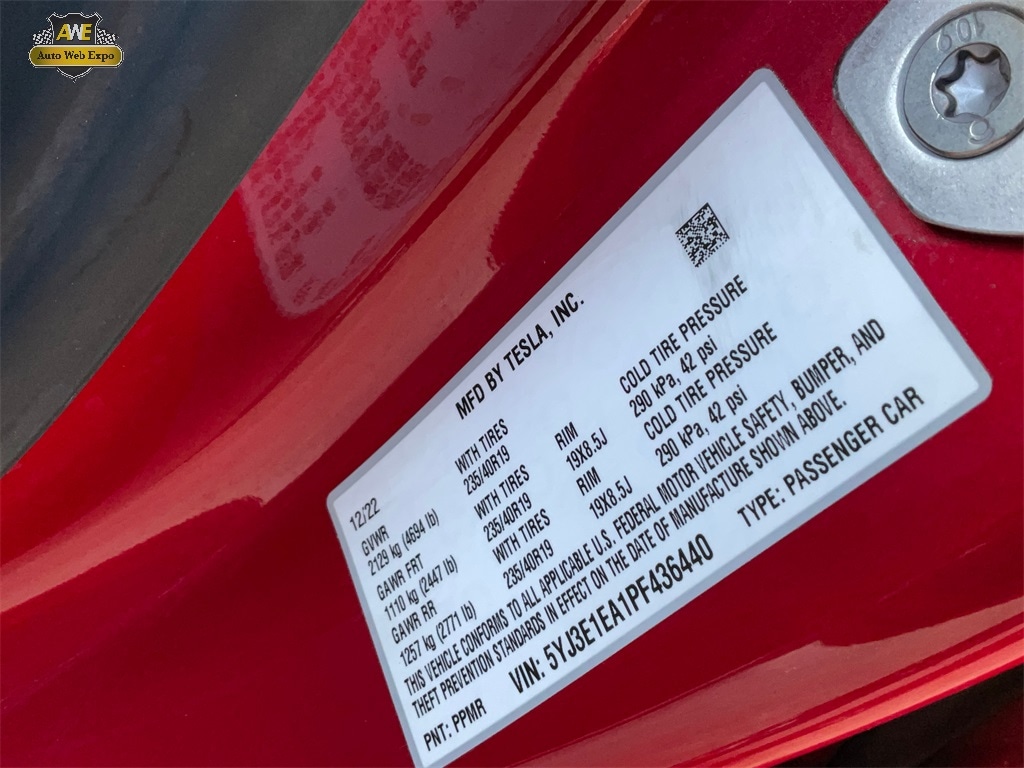 AWE
Auto Web Expo
109
MFD BY TESLA, INC.
12/22
GVWR WITH TIRES
2129 kg (4694 lb) 235/40R19 RIM COLD TIRE PRESSURE
GAWR FRT WITH TIRES 19X8.5J 290 kPa, 42 psi
1110 kg (2447 lb) 235/40R19 RIM COLD TIRE PRESSURE
GAWR RR WITH TIRES 19X8.5J 290 kPa, 42 psi
1257 kg (2771 lb) 235/40R19
THIS VEHICLE CONFORMS TO ALL APPLICABLE U.S. FEDERAL MOTOR VEHICLE SAFETY, BUMPER, AND
THEFT PREVENTION STANDARDS IN EFFECT ON THE DATE OF MANUFACTURE SHOWN ABOVE.
VIN: 5YJ3E1EA1PF436440 TYPE: PASSENGER CAR
PNT: PPMR